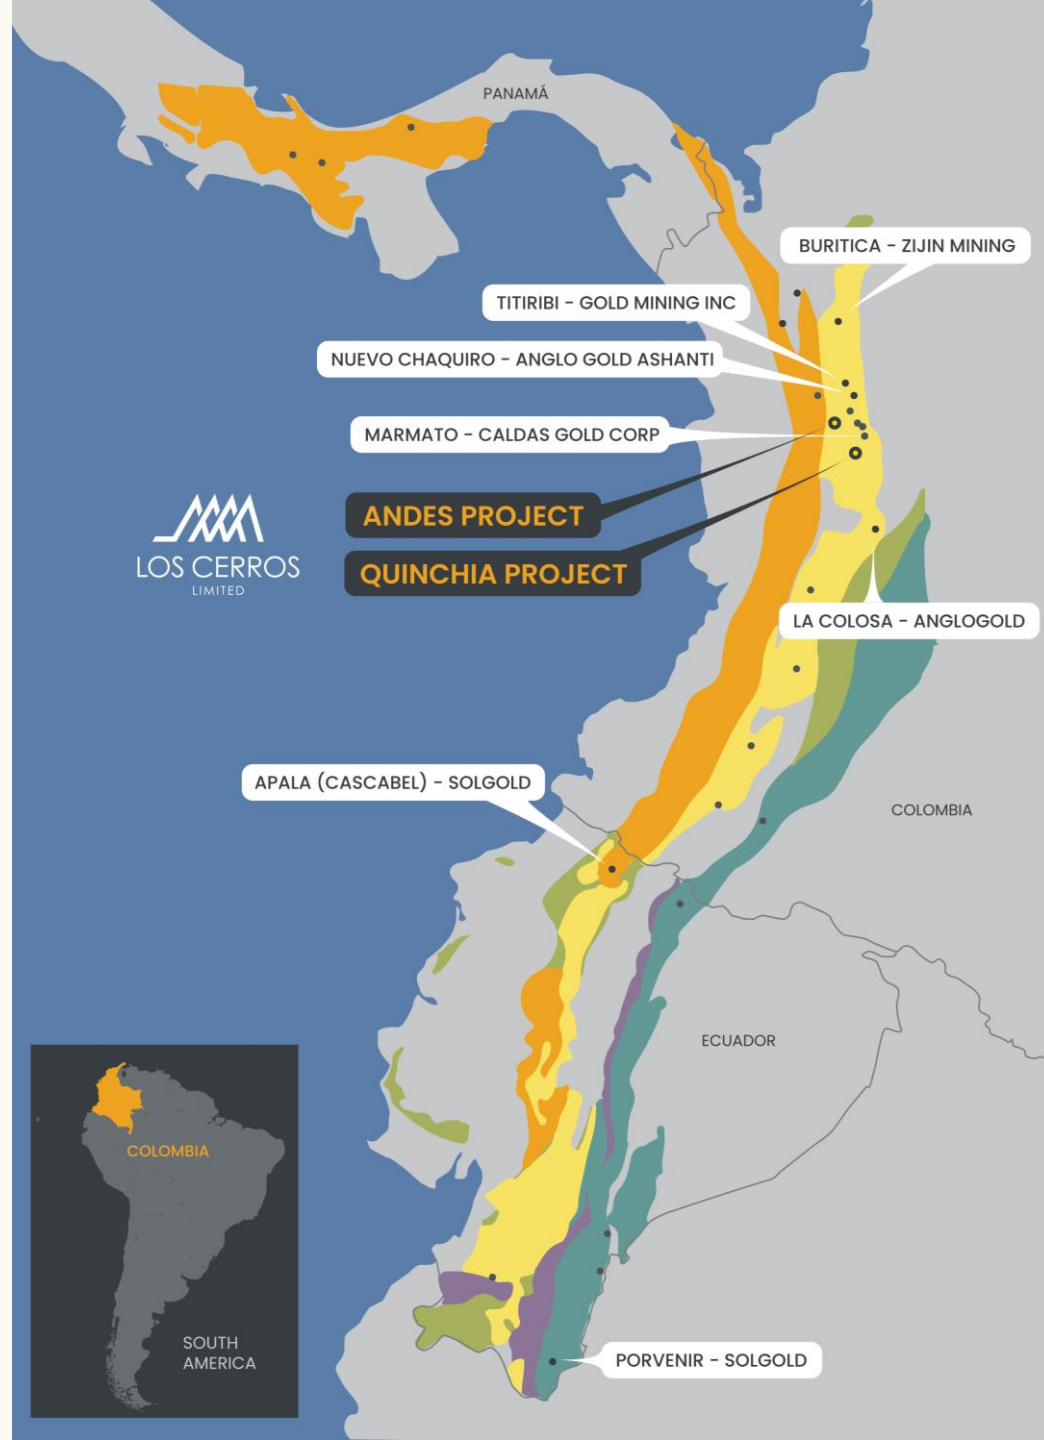 PANAMÁ
BURITICA - ZIJIN MINING
TITIRIBI - GOLD MINING INC
NUEVO CHAQUIRO - ANGLO GOLD ASHANTI
MARMATO - CALDAS GOLD CORP
ANDES PROJECT
QUINCHIA PROJECT
LOS CERROS
LIMITED
LA COLOSA - ANGLOGOLD
APALA (CASCABEL) - SOLGOLD
COLOMBIA
ECUADOR
COLOMBIA
SOUTH
AMERICA
PORVENIR - SOLGOLD